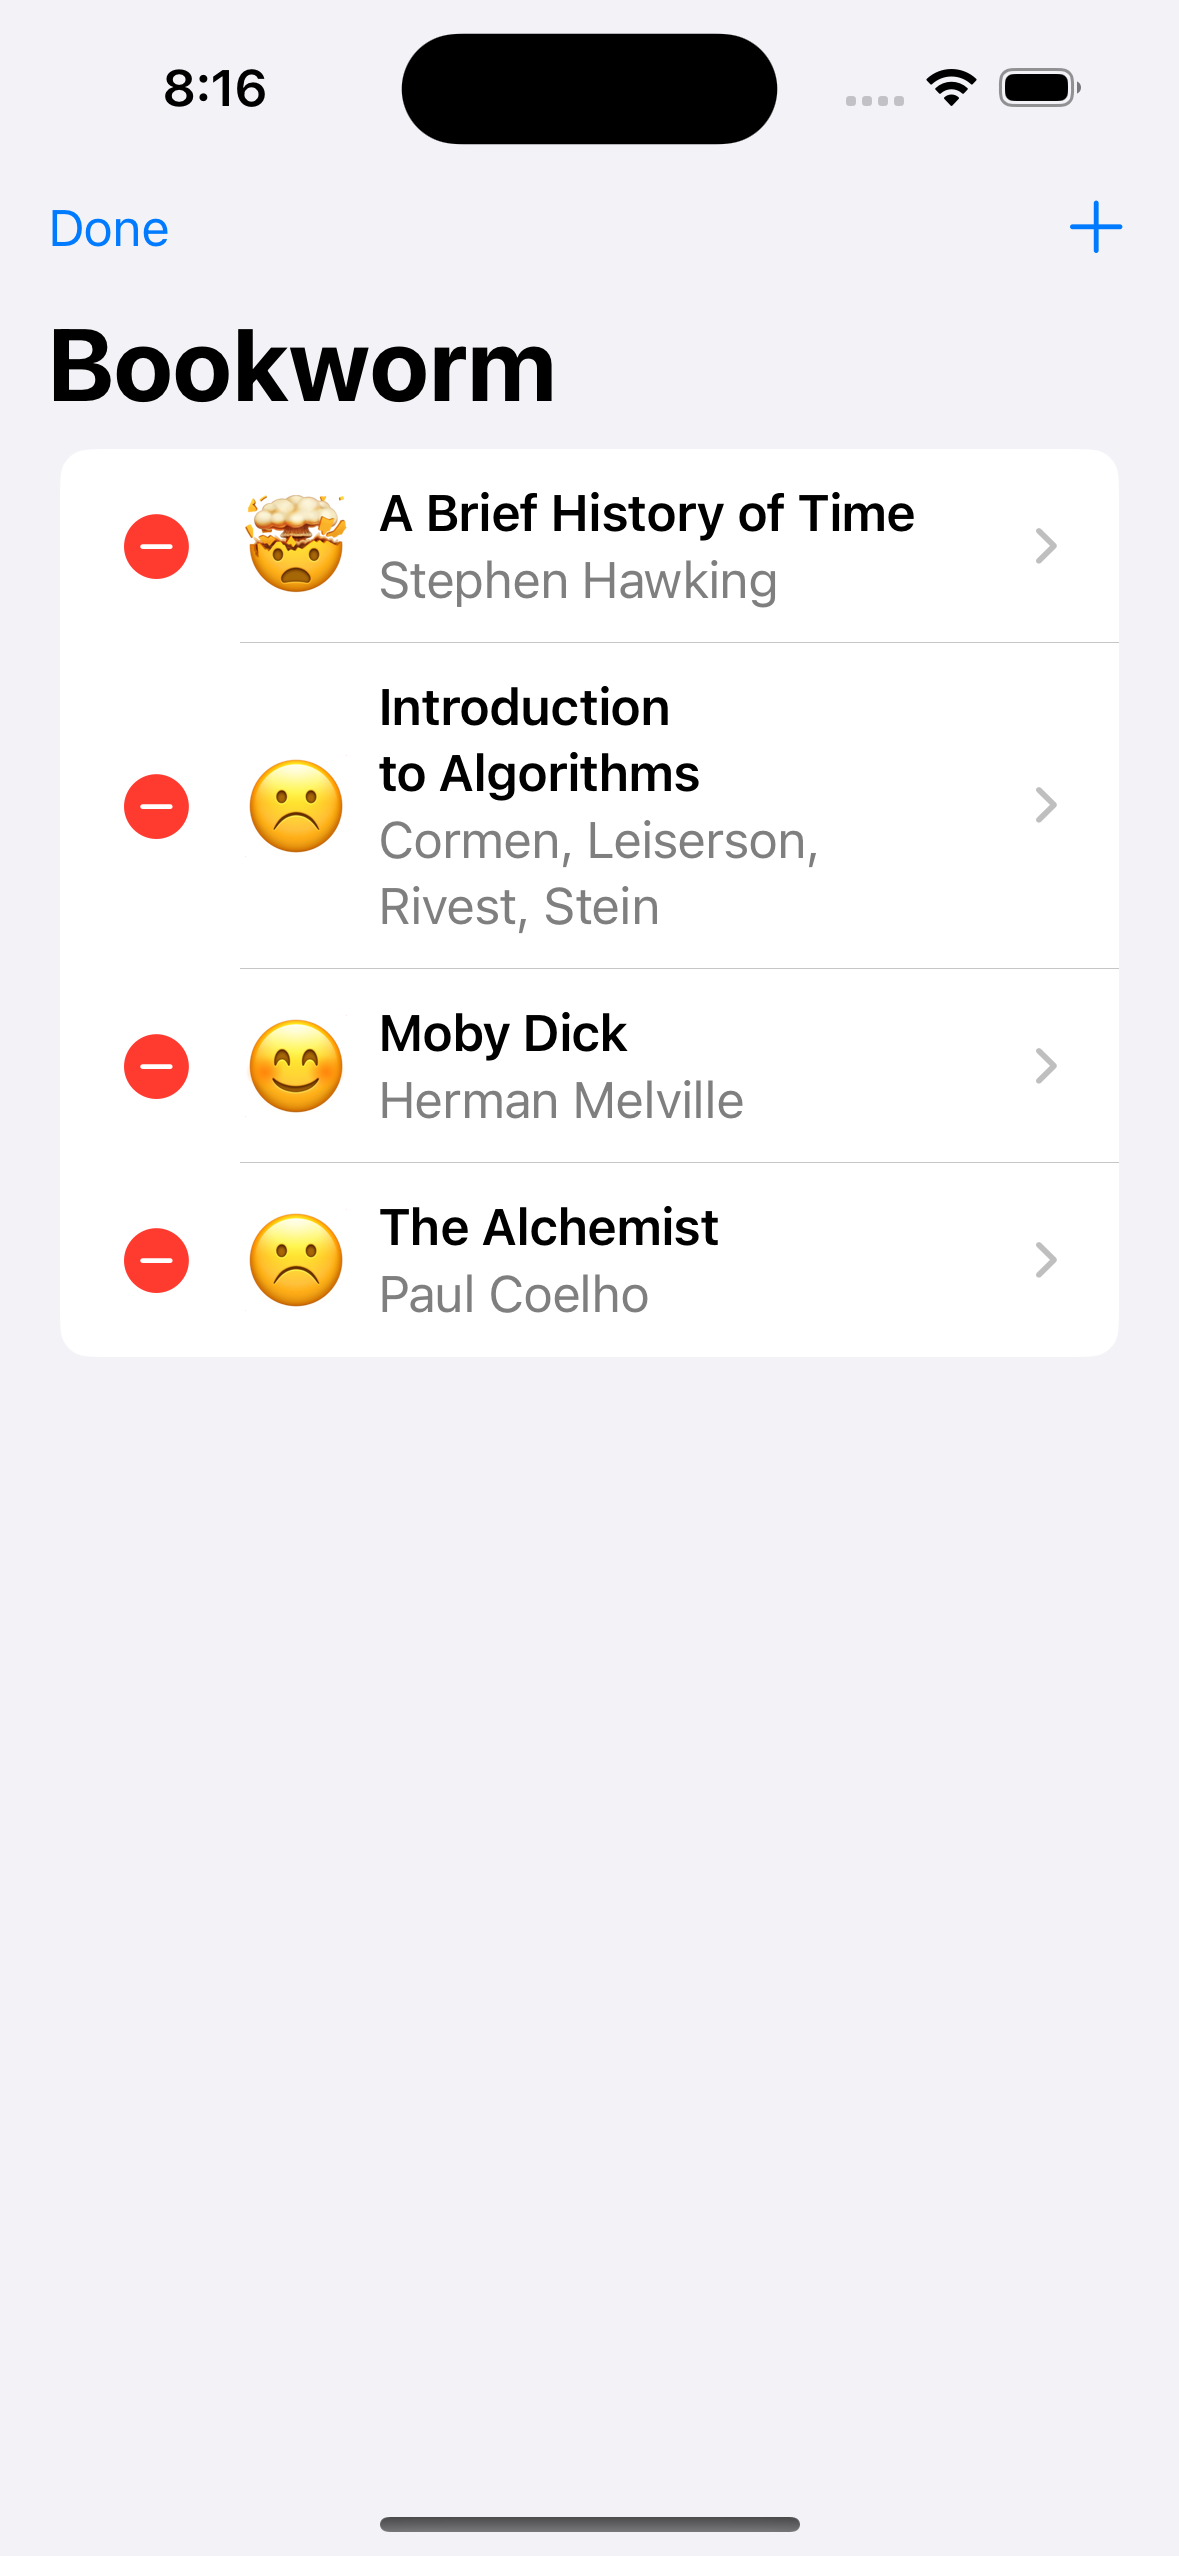 8:16
Done
Bookworm
A Brief History of Time
Stephen Hawking
Introduction
to Algorithms
Cormen, Leiserson,
Rivest, Stein
Moby Dick
Herman Melville
The Alchemist
Paul Coelho